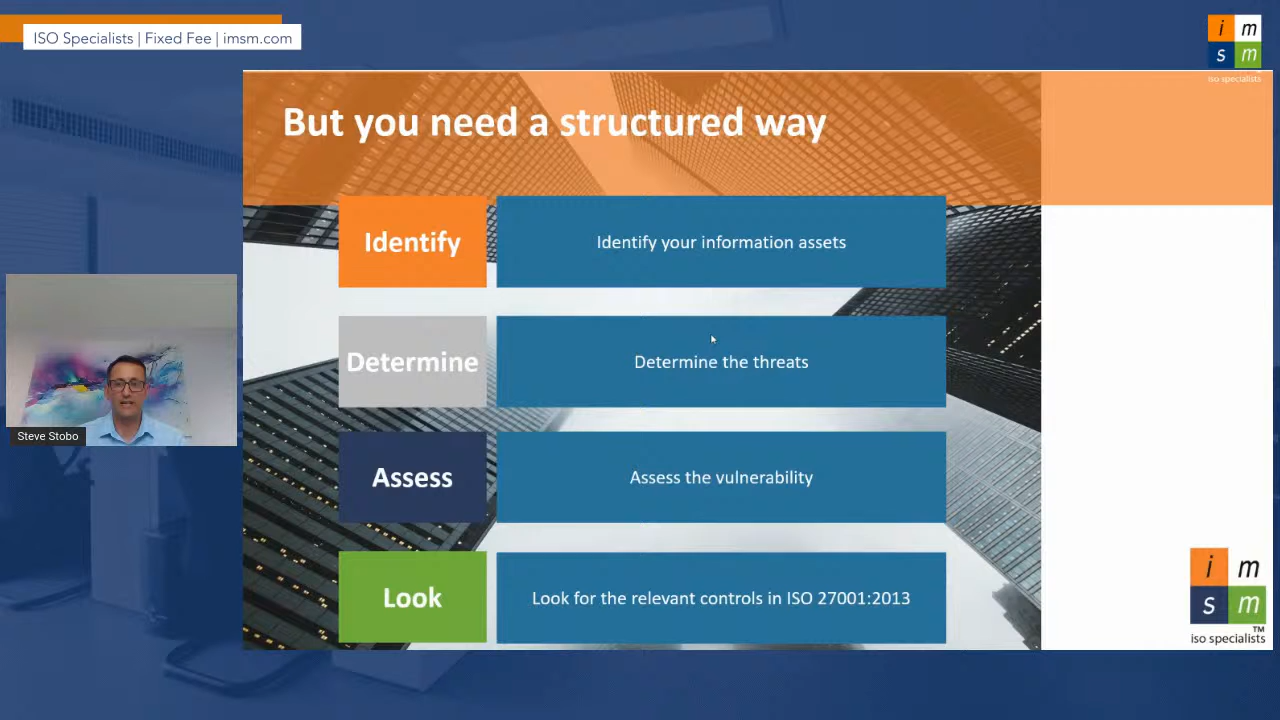 ISO Specialists | Fixed Fee | imsm.com
i m
s m
iso specialists
But you need a structured way
Identify
Identify your information assets
Determine
Determine the threats
Steve Stobo
Assess
Assess the vulnerability
Look
Look for the relevant controls in ISO 27001:2013
i m
s m
TM
iso specialists